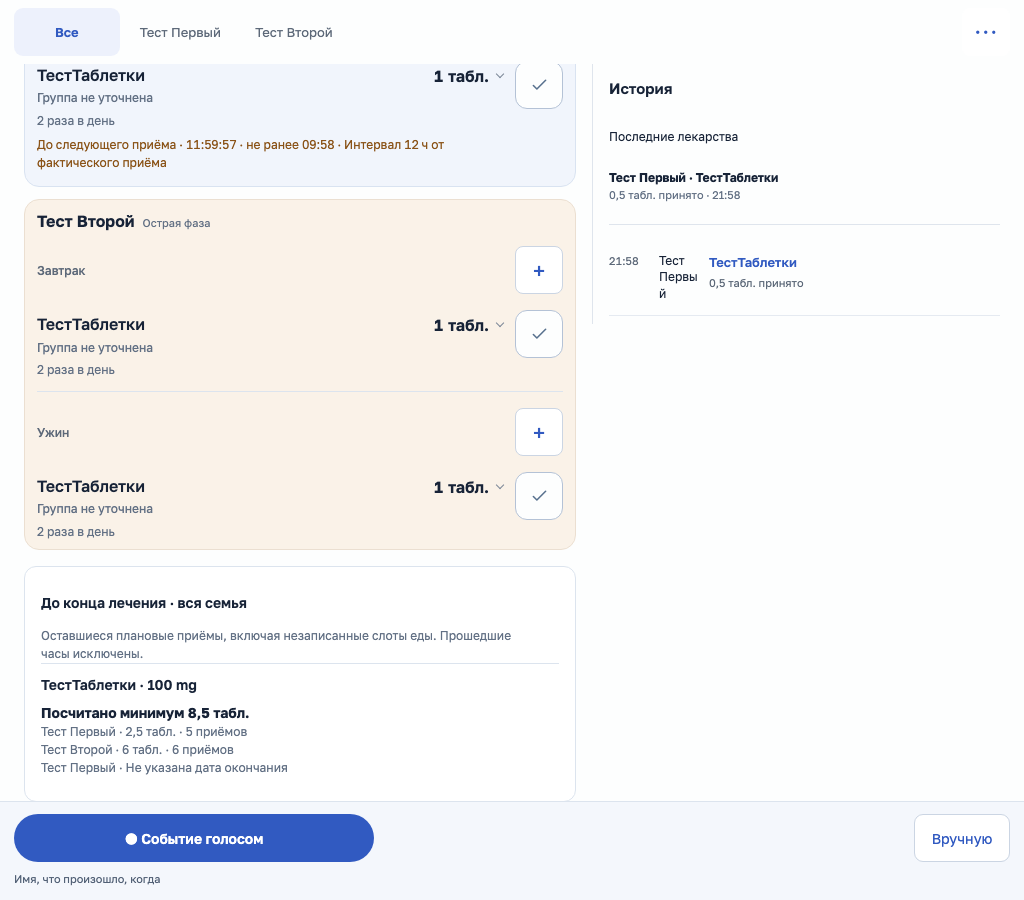 Все
Тест Первый
Тест Второй
ТестТаблетки
1 табл.
Группа не уточнена
2 раза в день
До следующего приёма · 11:59:57 · не ранее 09:58 · Интервал 12 ч от
фактического приёма
Тест Второй Острая фаза
Завтрак
+
ТестТаблетки
1 табл.
Группа не уточнена
2 раза в день
Ужин
+
ТестТаблетки
1 табл.
Группа не уточнена
2 раза в день
До конца лечения · вся семья
Оставшиеся плановые приёмы, включая незаписанные слоты еды. Прошедшие
часы исключены.
ТестТаблетки · 100 mg
Посчитано минимум 8,5 табл.
Тест Первый · 2,5 табл. · 5 приёмов
Тест Второй · 6 табл. · 6 приёмов
Тест Первый · Не указана дата окончания
История
Последние лекарства
Тест Первый · ТестТаблетки
0,5 табл. принято · 21:58
21:58
Тест
Первы
й
ТестТаблетки
0,5 табл. принято
Событие голосом
Имя, что произошло, когда
Вручную